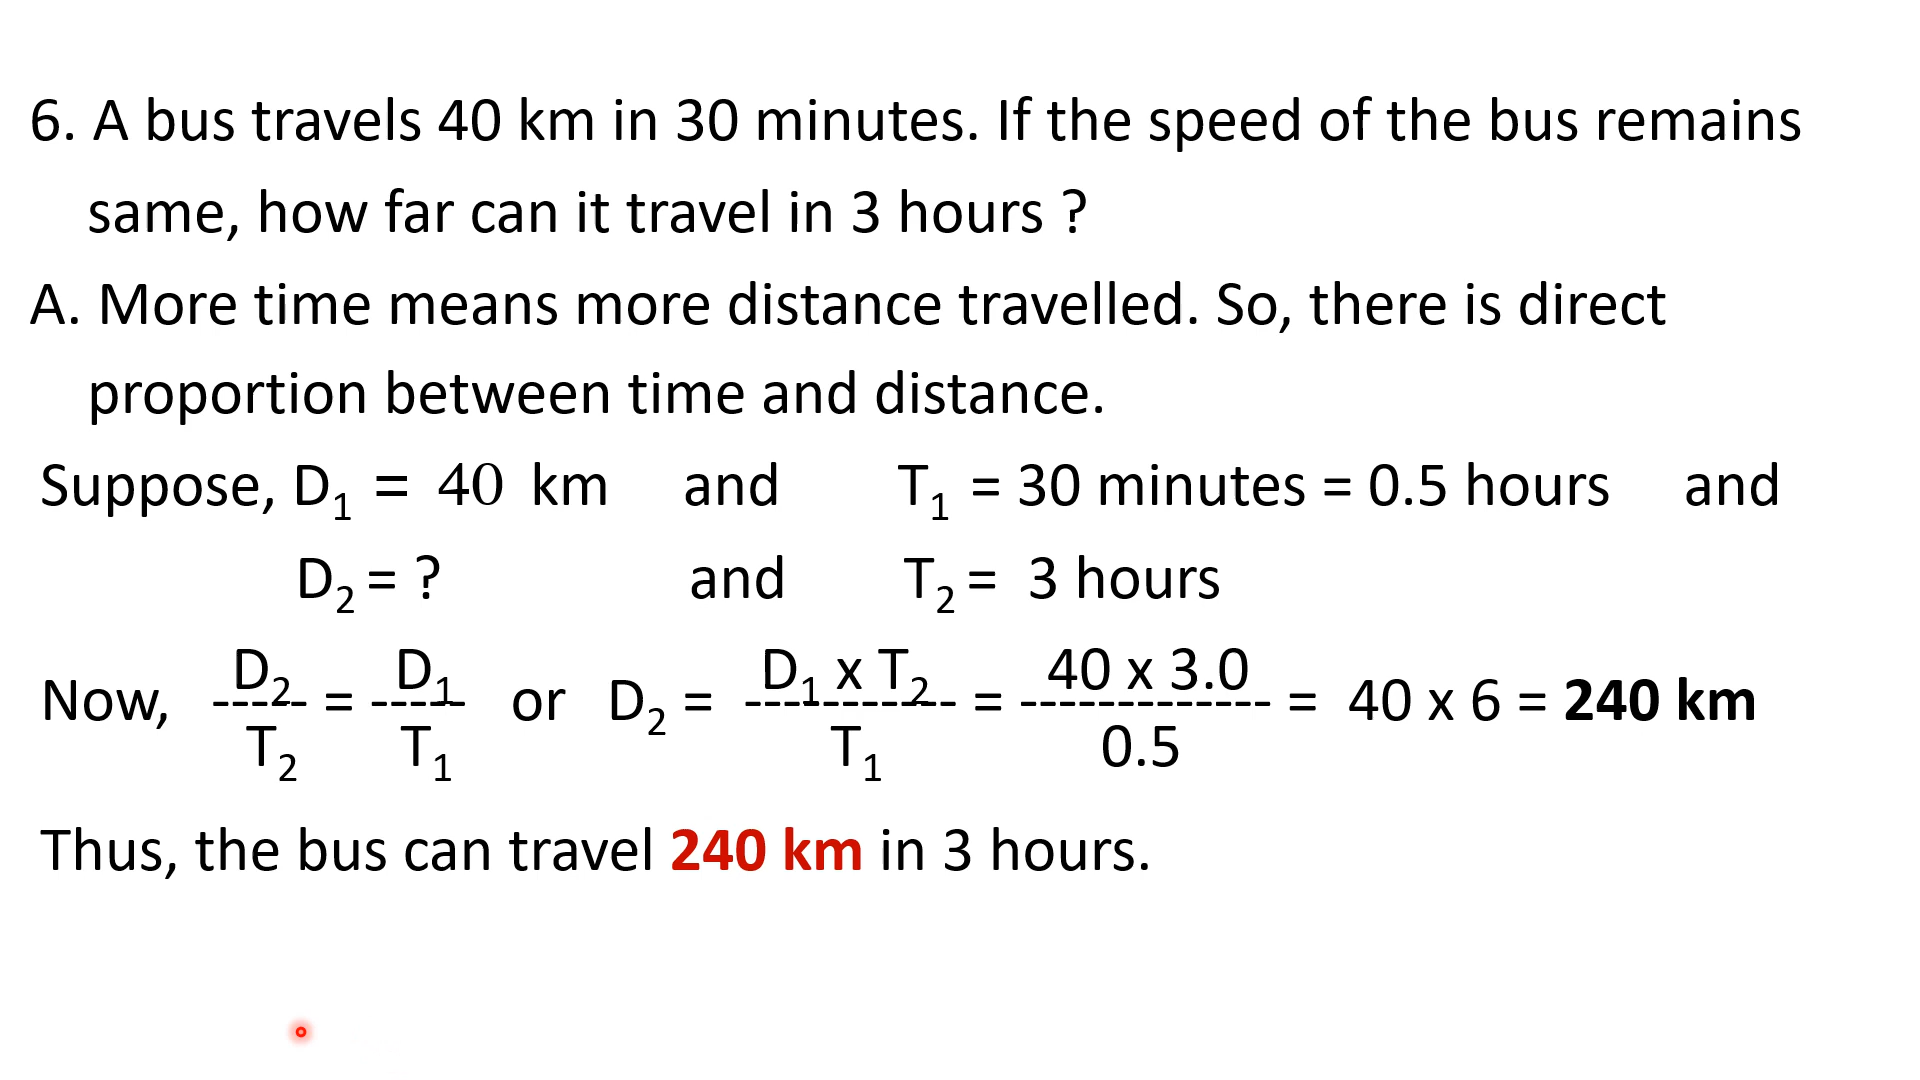 6. A bus travels 40 km in 30 minutes. If the speed of the bus remains
same, how far can it travel in 3 hours ?
A. More time means more distance travelled. So, there is direct
proportion between time and distance.
Suppose, D₁ = 40 km and T₁ = 30 minutes = 0.5 hours and
D₂ = ? and T₂ = 3 hours
D₂ D₁ D₁ x T₂ 40 x 3.0
Now, ----- = ----- or D₂ = ----------- = ------------- = 40 x 6 = 240 km
T₂ T₁ T₁ 0.5
Thus, the bus can travel 240 km in 3 hours.